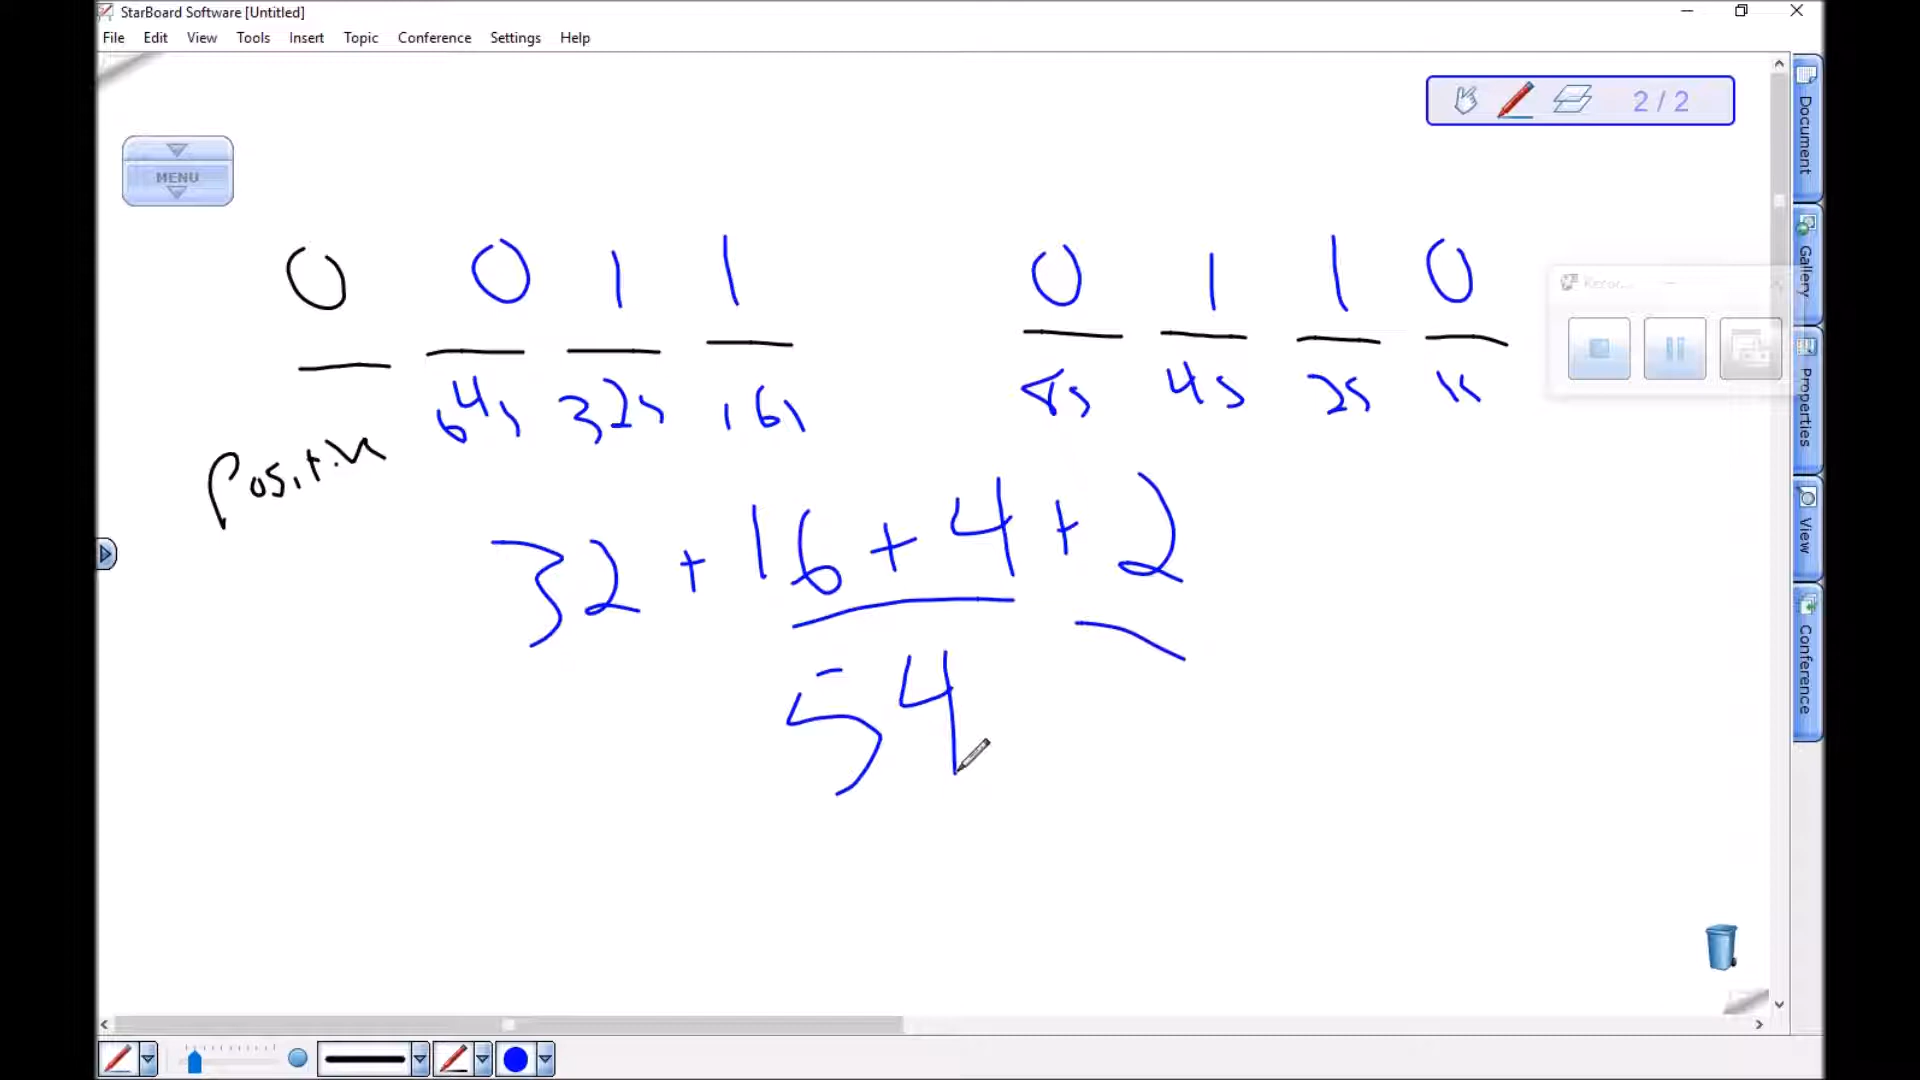 StarBoard Software [Untitled]
File Edit View Tools Insert Topic Conference Settings Help
2 / 2
MENU
0 0 1 1 0 1 1 0
64s 32s 16s 8s 4s 2s 1s
Positive
32 + 16 + 4 + 2
54
Document
Gallery
Properties
View
Conference